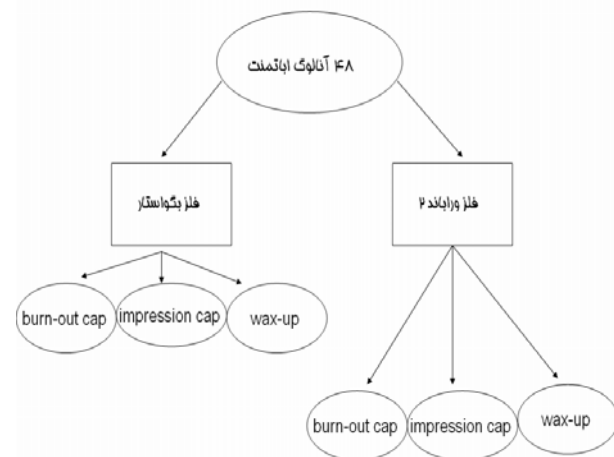 ۴۸ آنالوگ اباتمنت
فلز بگواستار
فلز وراباند ۲
burn-out cap
impression cap
wax-up
burn-out cap
impression cap
wax-up